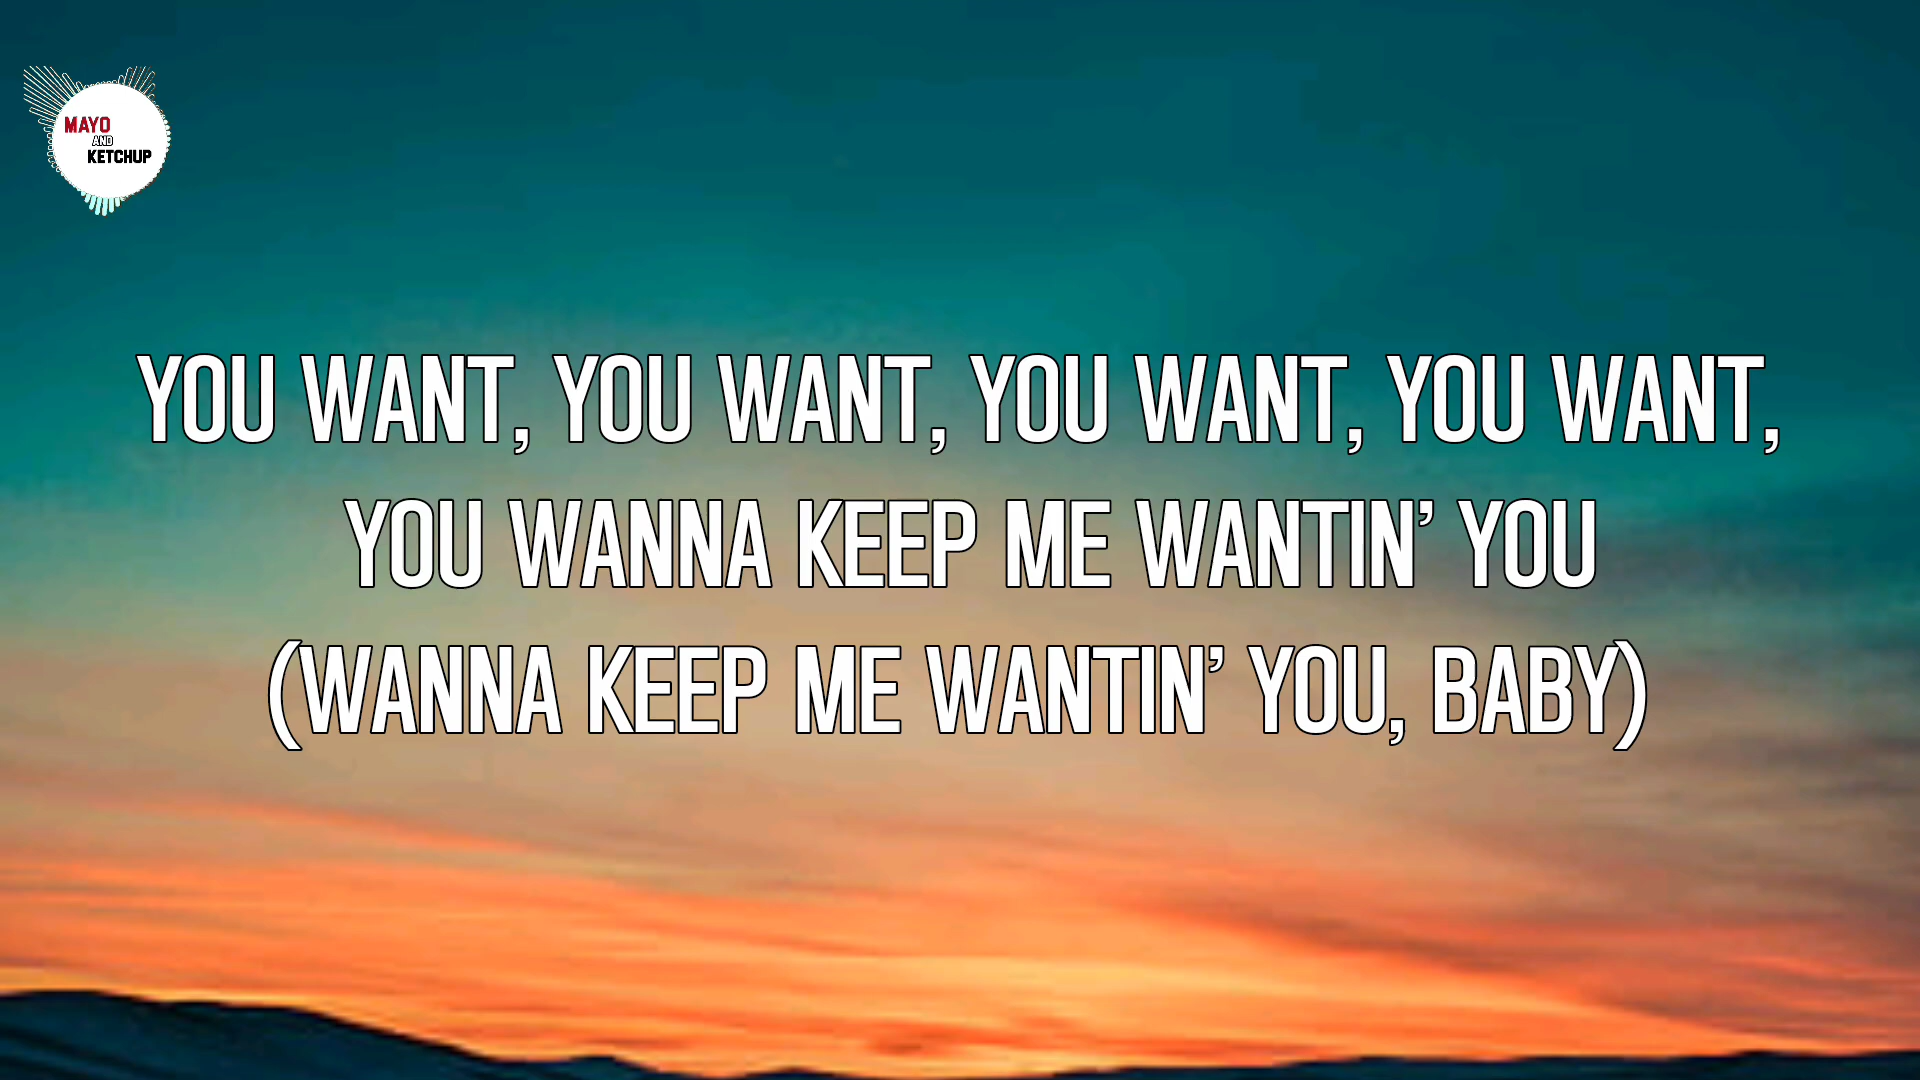 MAYO
AND
KETCHUP
YOU WANT, YOU WANT, YOU WANT, YOU WANT,
YOU WANNA KEEP ME WANTIN’ YOU
(WANNA KEEP ME WANTIN’ YOU, BABY)